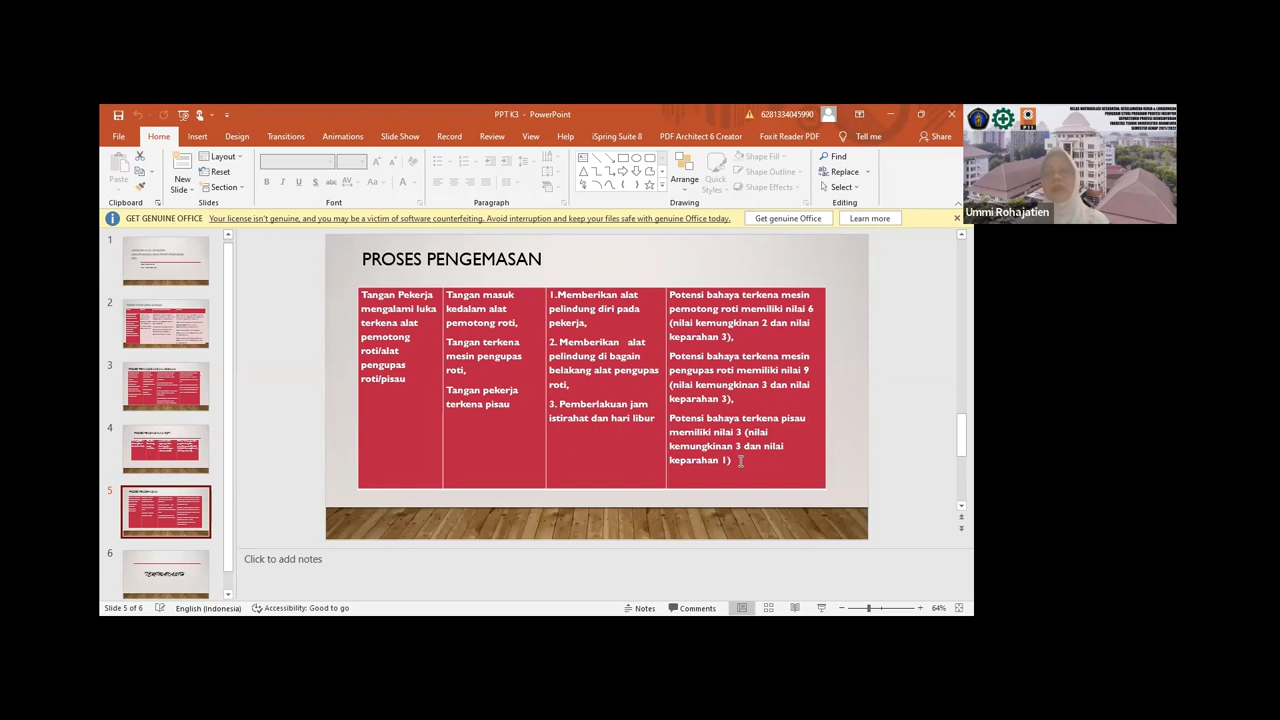 PPT K3 - PowerPoint
6281334045990
File Home Insert Design Transitions Animations Slide Show Record Review View Help iSpring Suite 8 PDF Architect 6 Creator Foxit Reader PDF Tell me Share
Paste
Clipboard
New Slide
Layout
Reset
Section
Slides
Font
Paragraph
Arrange
Quick Styles
Shape Fill
Shape Outline
Shape Effects
Drawing
Find
Replace
Select
Editing
GET GENUINE OFFICE Your license isn't genuine, and you may be a victim of software counterfeiting. Avoid interruption and keep your files safe with genuine Office today. Get genuine Office Learn more
1
2
3
4
5
6
TERIMAKASIH
PROSES PENGEMASAN
Tangan Pekerja
mengalami luka
terkena alat
pemotong
roti/alat
pengupas
roti/pisau
Tangan masuk
kedalam alat
pemotong roti,
Tangan terkena
mesin pengupas
roti,
Tangan pekerja
terkena pisau
1.Memberikan alat
pelindung diri pada
pekerja,
2. Memberikan alat
pelindung di bagain
belakang alat pengupas
roti,
3. Pemberlakuan jam
istirahat dan hari libur
Potensi bahaya terkena mesin
pemotong roti memiliki nilai 6
(nilai kemungkinan 2 dan nilai
keparahan 3),
Potensi bahaya terkena mesin
pengupas roti memiliki nilai 9
(nilai kemungkinan 3 dan nilai
keparahan 3),
Potensi bahaya terkena pisau
memiliki nilai 3 (nilai
kemungkinan 3 dan nilai
keparahan 1)
Click to add notes
Slide 5 of 6 English (Indonesia) Accessibility: Good to go Notes Comments 64%
Ummi Rohajatien